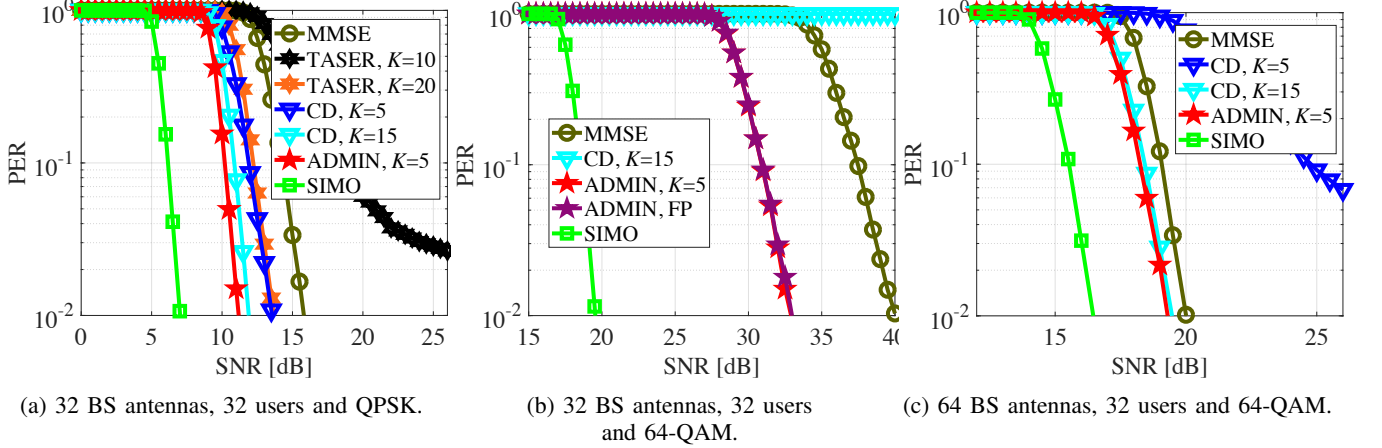 10^0
10^-1
10^-2
PER
0
5
10
15
20
25
SNR [dB]
MMSE
TASER, K=10
TASER, K=20
CD, K=5
CD, K=15
ADMIN, K=5
SIMO
(a) 32 BS antennas, 32 users and QPSK.
10^0
10^-1
10^-2
PER
15
20
25
30
35
40
SNR [dB]
MMSE
CD, K=15
ADMIN, K=5
ADMIN, FP
SIMO
(b) 32 BS antennas, 32 users
and 64-QAM.
10^0
10^-1
10^-2
PER
15
20
25
SNR [dB]
MMSE
CD, K=5
CD, K=15
ADMIN, K=5
SIMO
(c) 64 BS antennas, 32 users and 64-QAM.